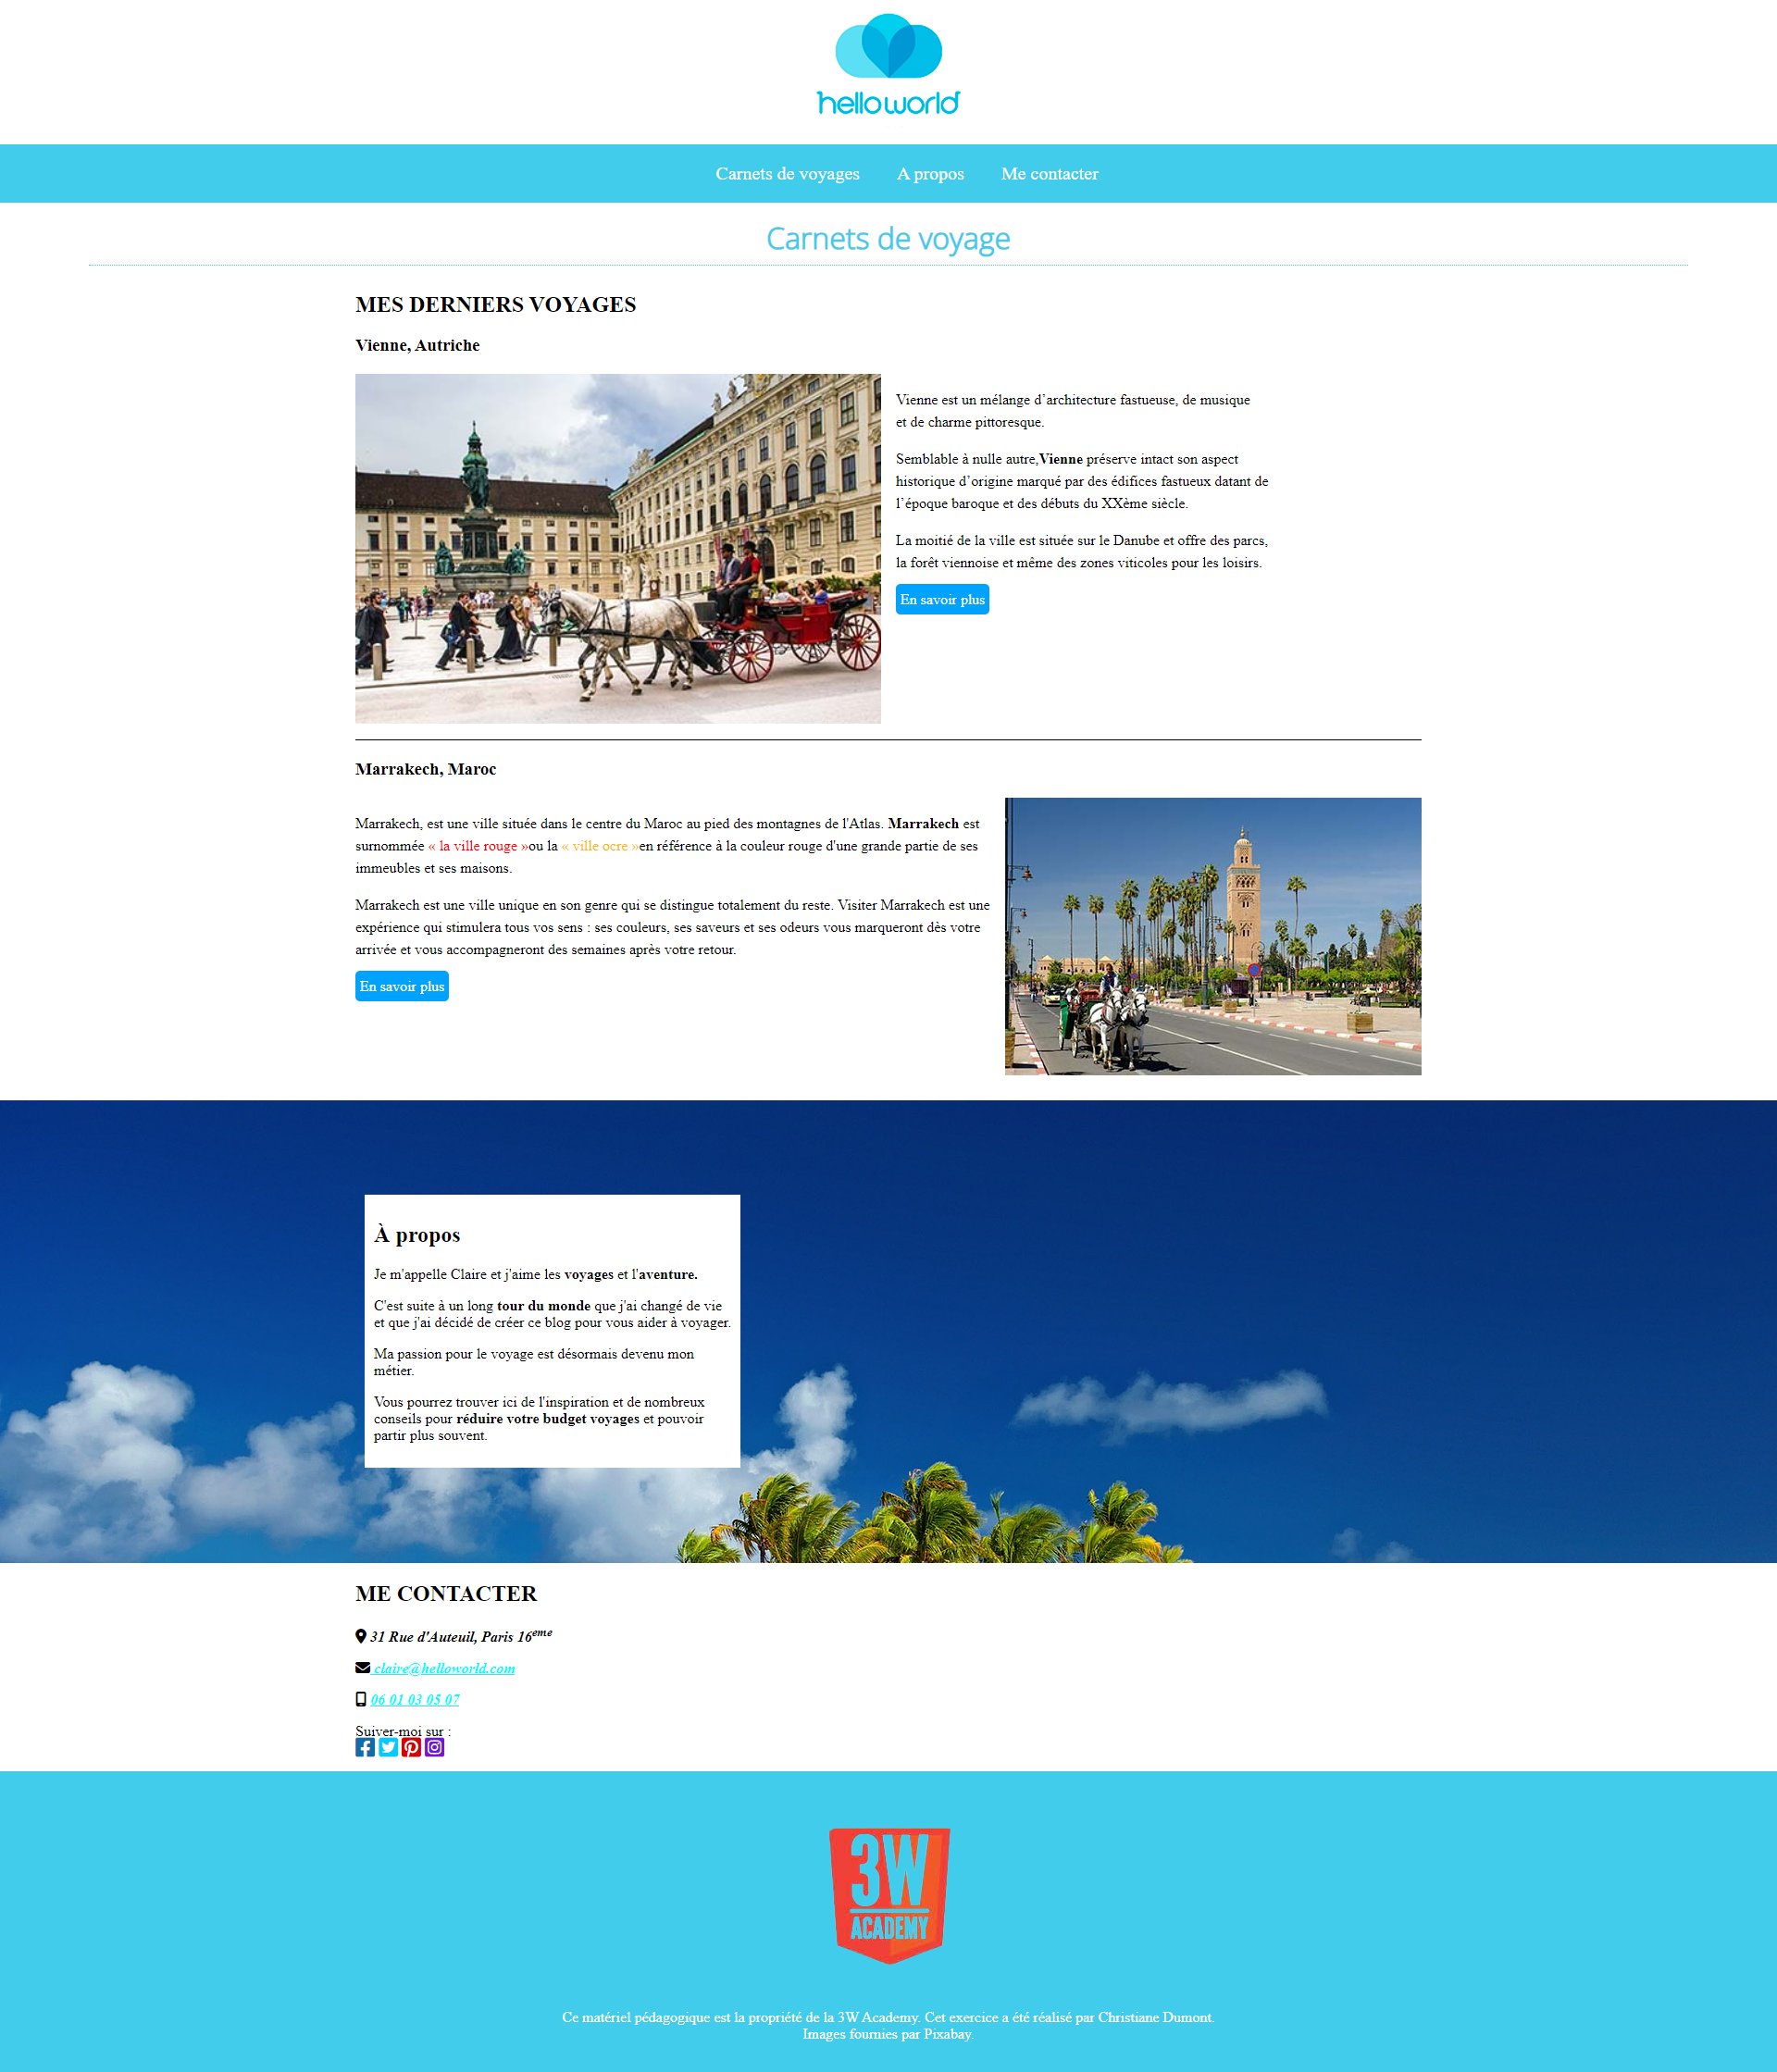 helloworld
Carnets de voyages A propos Me contacter
Carnets de voyage
MES DERNIERS VOYAGES
Vienne, Autriche
Vienne est un mélange d’architecture fastueuse, de musique
et de charme pittoresque.
Semblable à nulle autre,Vienne préserve intact son aspect
historique d’origine marqué par des édifices fastueux datant de
l’époque baroque et des débuts du XXème siècle.
La moitié de la ville est située sur le Danube et offre des parcs,
la forêt viennoise et même des zones viticoles pour les loisirs.
En savoir plus
Marrakech, Maroc
Marrakech, est une ville située dans le centre du Maroc au pied des montagnes de l'Atlas. Marrakech est
surnommée « la ville rouge »ou la « ville ocre »en référence à la couleur rouge d'une grande partie de ses
immeubles et ses maisons.
Marrakech est une ville unique en son genre qui se distingue totalement du reste. Visiter Marrakech est une
expérience qui stimulera tous vos sens : ses couleurs, ses saveurs et ses odeurs vous marqueront dès votre
arrivée et vous accompagneront des semaines après votre retour.
En savoir plus
À propos
Je m'appelle Claire et j'aime les voyages et l'aventure.
C'est suite à un long tour du monde que j'ai changé de vie
et que j'ai décidé de créer ce blog pour vous aider à voyager.
Ma passion pour le voyage est désormais devenu mon
métier.
Vous pourrez trouver ici de l'inspiration et de nombreux
conseils pour réduire votre budget voyages et pouvoir
partir plus souvent.
ME CONTACTER
31 Rue d'Auteuil, Paris 16eme
claire@helloworld.com
06 01 03 05 07
Suiver-moi sur :
3W
ACADEMY
Ce matériel pédagogique est la propriété de la 3W Academy. Cet exercice a été réalisé par Christiane Dumont.
Images fournies par Pixabay.